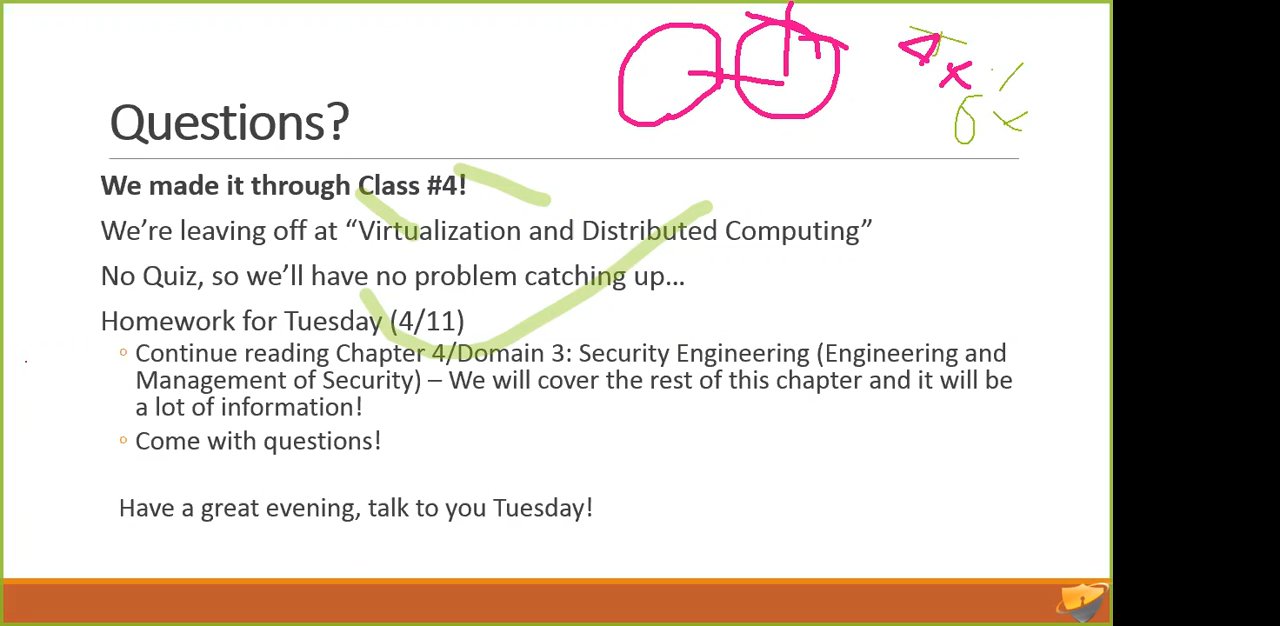 Questions?
We made it through Class #4!
We’re leaving off at “Virtualization and Distributed Computing”
No Quiz, so we’ll have no problem catching up…
Homework for Tuesday (4/11)
◦ Continue reading Chapter 4/Domain 3: Security Engineering (Engineering and
Management of Security) – We will cover the rest of this chapter and it will be
a lot of information!
◦ Come with questions!
Have a great evening, talk to you Tuesday!